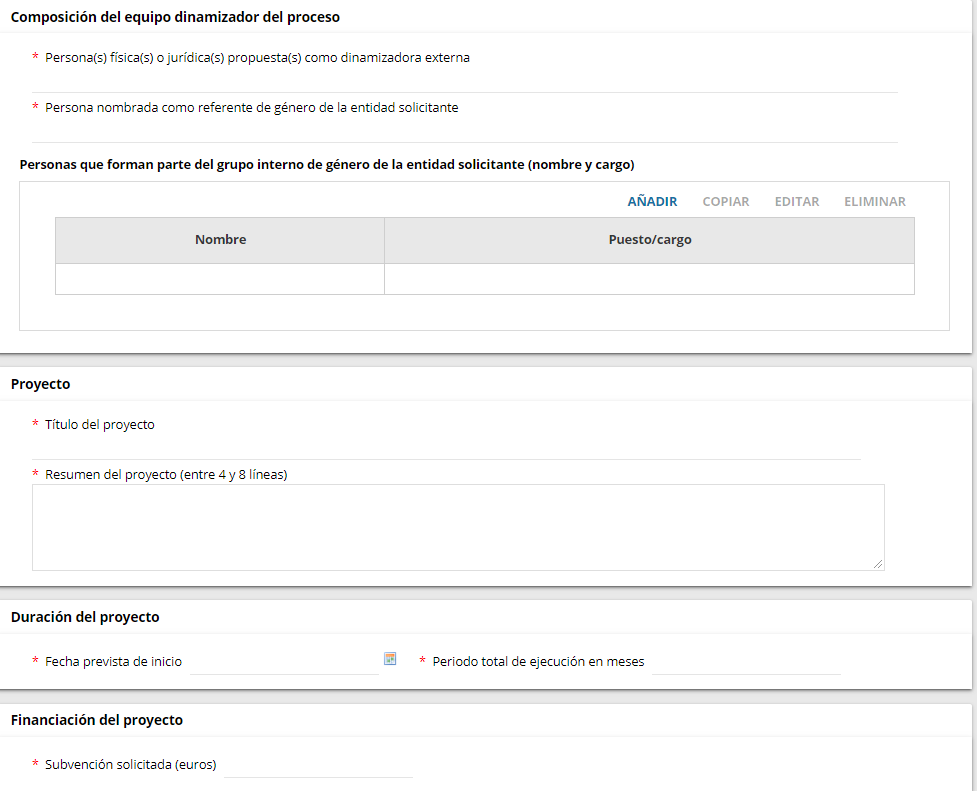 Composición del equipo dinamizador del proceso
* Persona(s) física(s) o jurídica(s) propuesta(s) como dinamizadora externa
* Persona nombrada como referente de género de la entidad solicitante
Personas que forman parte del grupo interno de género de la entidad solicitante (nombre y cargo)
AÑADIR COPIAR EDITAR ELIMINAR
Nombre Puesto/cargo
Proyecto
* Título del proyecto
* Resumen del proyecto (entre 4 y 8 líneas)
Duración del proyecto
* Fecha prevista de inicio * Periodo total de ejecución en meses
Financiación del proyecto
* Subvención solicitada (euros)